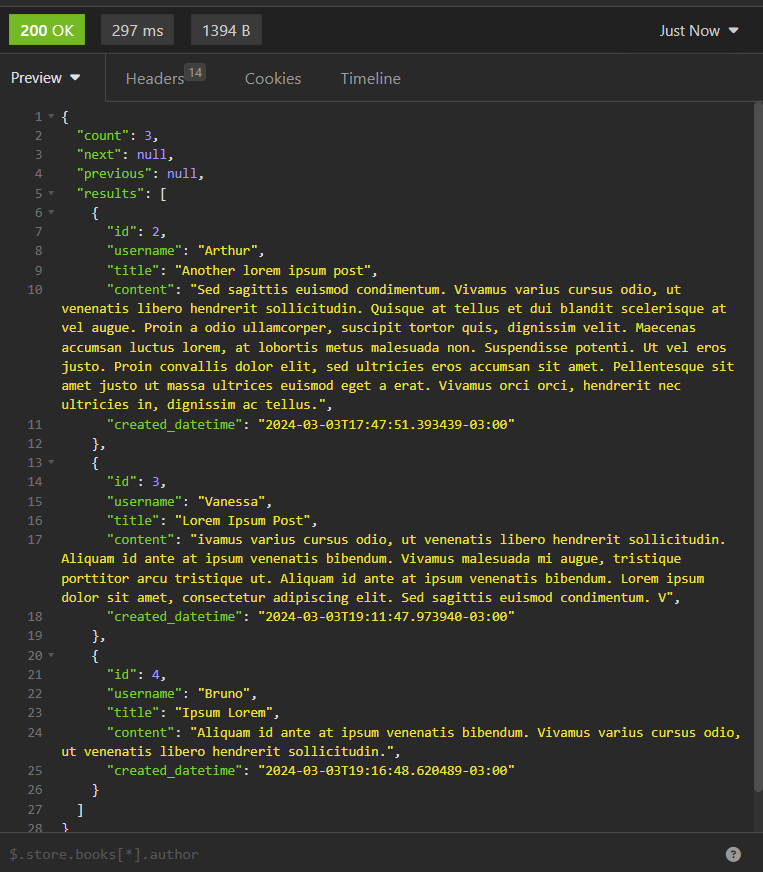 200 OK 297 ms 1394 B Just Now
Preview Headers 14 Cookies Timeline
1 {
2 "count": 3,
3 "next": null,
4 "previous": null,
5 "results": [
6 {
7 "id": 2,
8 "username": "Arthur",
9 "title": "Another lorem ipsum post",
10 "content": "Sed sagittis euismod condimentum. Vivamus varius cursus odio, ut
venenatis libero hendrerit sollicitudin. Quisque at tellus et dui blandit scelerisque at
vel augue. Proin a odio ullamcorper, suscipit tortor quis, dignissim velit. Maecenas
accumsan luctus lorem, at lobortis metus malesuada non. Suspendisse potenti. Ut vel eros
justo. Proin convallis dolor elit, sed ultricies eros accumsan sit amet. Pellentesque sit
amet justo ut massa ultrices euismod eget a erat. Vivamus orci orci, hendrerit nec
ultricies in, dignissim ac tellus.",
11 "created_datetime": "2024-03-03T17:47:51.393439-03:00"
12 },
13 {
14 "id": 3,
15 "username": "Vanessa",
16 "title": "Lorem Ipsum Post",
17 "content": "ivamus varius cursus odio, ut venenatis libero hendrerit sollicitudin.
Aliquam id ante at ipsum venenatis bibendum. Vivamus malesuada mi augue, tristique
porttitor arcu tristique ut. Aliquam id ante at ipsum venenatis bibendum. Lorem ipsum
dolor sit amet, consectetur adipiscing elit. Sed sagittis euismod condimentum. V",
18 "created_datetime": "2024-03-03T19:11:47.973940-03:00"
19 },
20 {
21 "id": 4,
22 "username": "Bruno",
23 "title": "Ipsum Lorem",
24 "content": "Aliquam id ante at ipsum venenatis bibendum. Vivamus varius cursus odio,
ut venenatis libero hendrerit sollicitudin.",
25 "created_datetime": "2024-03-03T19:16:48.620489-03:00"
26 }
27 ]
28 }
$.store.books[*].author ?